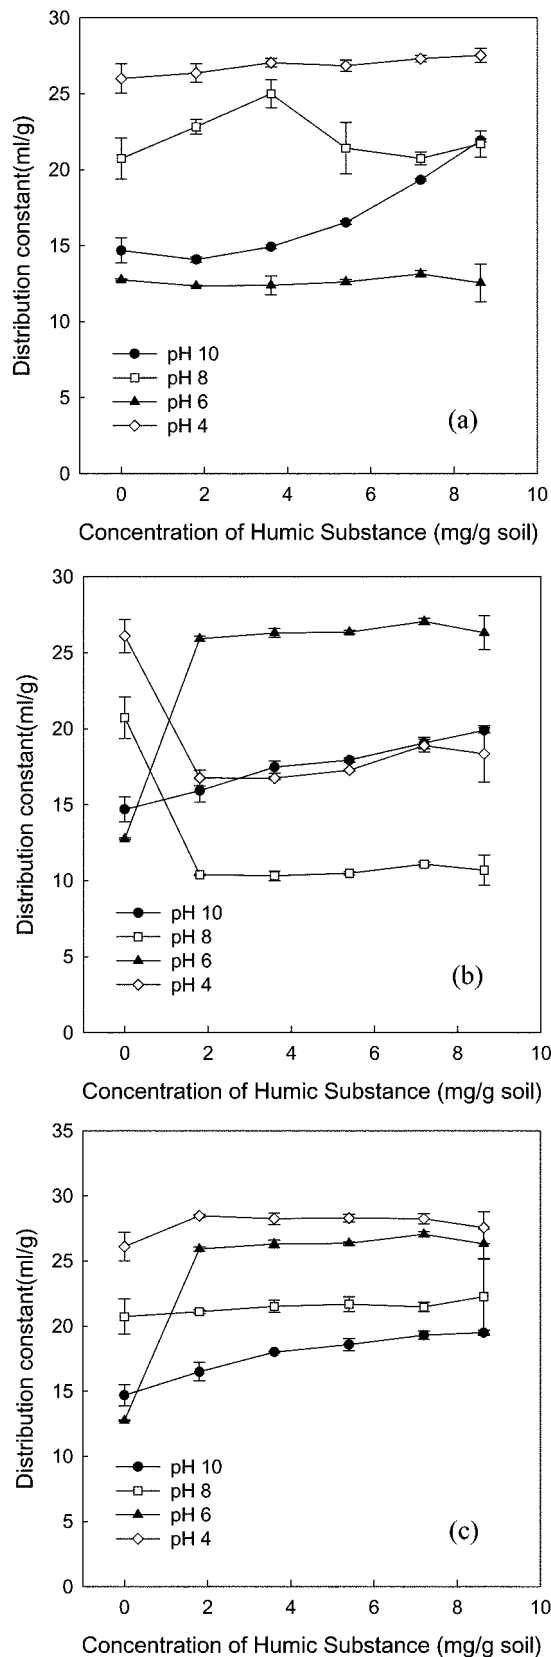 30
25
20
15
10
5
0
Distribution constant(ml/g)
pH 10
pH 8
pH 6
pH 4
(a)
0 2 4 6 8 10
Concentration of Humic Substance (mg/g soil)
30
25
20
15
10
5
0
Distribution constant(ml/g)
pH 10
pH 8
pH 6
pH 4
(b)
0 2 4 6 8 10
Concentration of Humic Substance (mg/g soil)
35
30
25
20
15
10
5
0
Distribution constant(ml/g)
pH 10
pH 8
pH 6
pH 4
(c)
0 2 4 6 8 10
Concentration of Humic Substance (mg/g soil)